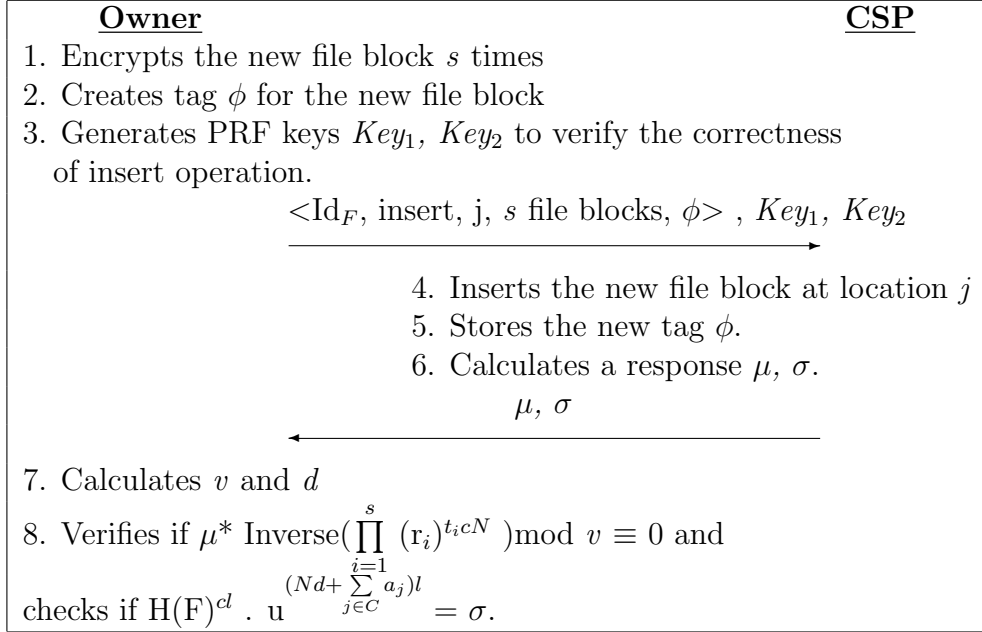 Owner CSP
1. Encrypts the new file block s times
2. Creates tag ϕ for the new file block
3. Generates PRF keys Key₁, Key₂ to verify the correctness
of insert operation.
<Id_F, insert, j, s file blocks, ϕ> , Key₁, Key₂
4. Inserts the new file block at location j
5. Stores the new tag ϕ.
6. Calculates a response μ, σ.
μ, σ
7. Calculates v and d
8. Verifies if μ* Inverse(∏_{i=1}^{s} (r_i)^{t_i cN} )mod v ≡ 0 and
checks if H(F)^{cl} . u^{(Nd+∑_{j∈C} a_j)l} = σ.